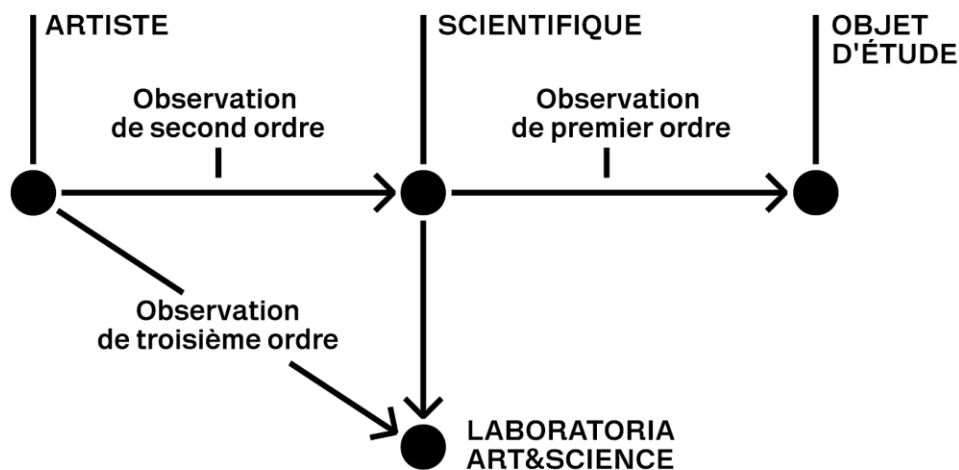 ARTISTE
SCIENTIFIQUE
OBJET
D'ÉTUDE
Observation
de second ordre
Observation
de premier ordre
Observation
de troisième ordre
LABORATORIA
ART&SCIENCE